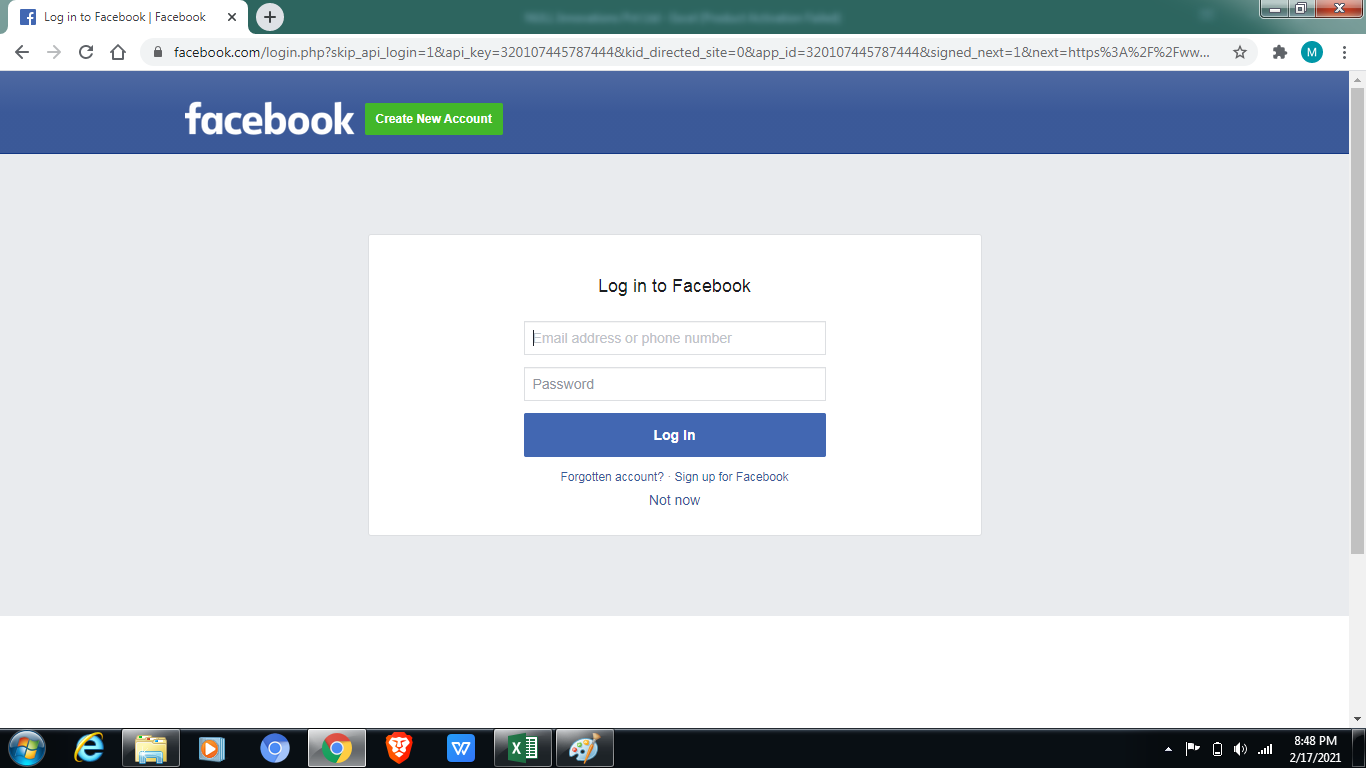 Log in to Facebook | Facebook
facebook.com/login.php?skip_api_login=1&api_key=320107445787444&kid_directed_site=0&app_id=320107445787444&signed_next=1&next=https%3A%2F%2Fww...
M
facebook
Create New Account
Log in to Facebook
Email address or phone number
Password
Log In
Forgotten account? · Sign up for Facebook
Not now
8:48 PM
2/17/2021